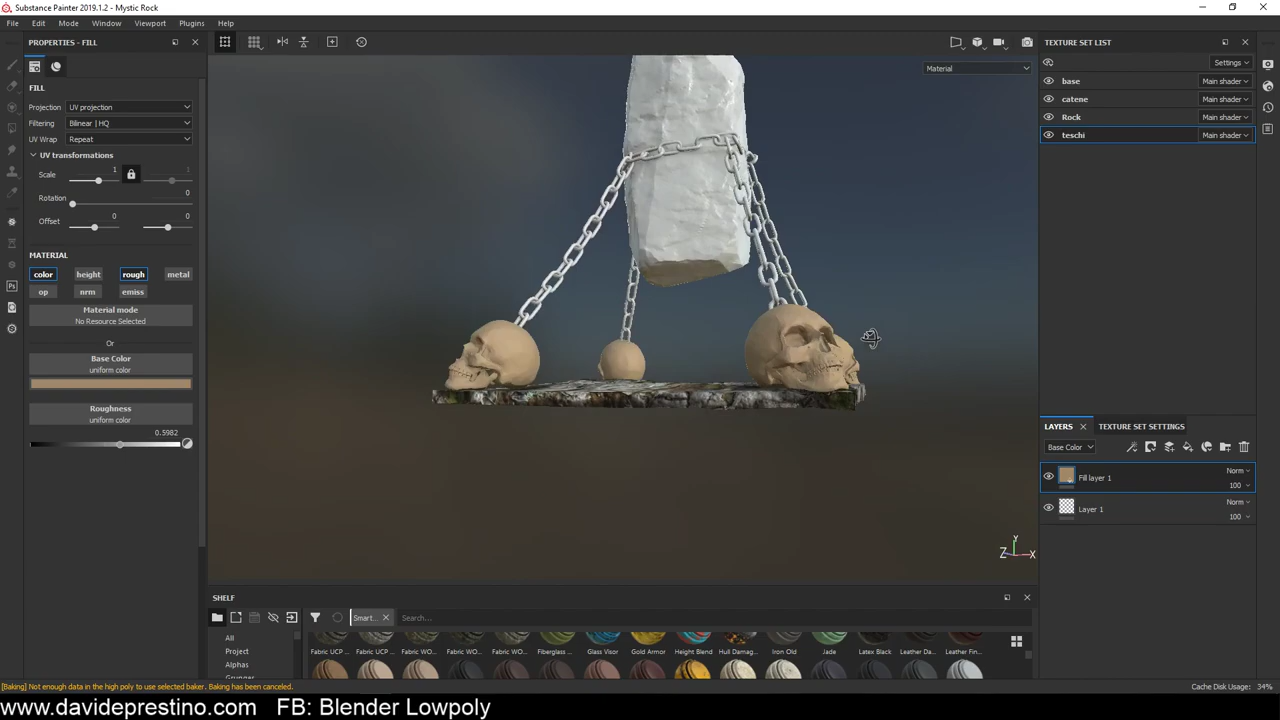 Substance Painter 2019.1.2 - Mystic Rock
File Edit Mode Window Viewport Plugins Help
PROPERTIES - FILL
FILL
Projection UV projection
Filtering Bilinear | HQ
UV Wrap Repeat
UV transformations
Scale 1 1
Rotation 0
Offset 0 0
MATERIAL
color height rough metal
op nrm emiss
Material mode
No Resource Selected
Or
Base Color
uniform color
Roughness
uniform color
0.5982
Material
Y
Z X
TEXTURE SET LIST
Settings
base Main shader
catene Main shader
Rock Main shader
teschi Main shader
LAYERS TEXTURE SET SETTINGS
Base Color
Fill layer 1 Norm 100
Layer 1 Norm 100
SHELF
Smart... Search...
All
Project
Alphas
Grunges
Fabric UCP ... Fabric UCP ... Fabric WO... Fabric WO... Fiberglass ... Glass Visor Gold Armor Height Blend Hull Damag... Iron Old Jade Latex Black Leather Da... Leather Fin...
[Baking] Not enough data in the high poly to use selected baker. Baking has been canceled.
Cache Disk Usage: 34%
www.davideprestino.com FB: Blender Lowpoly